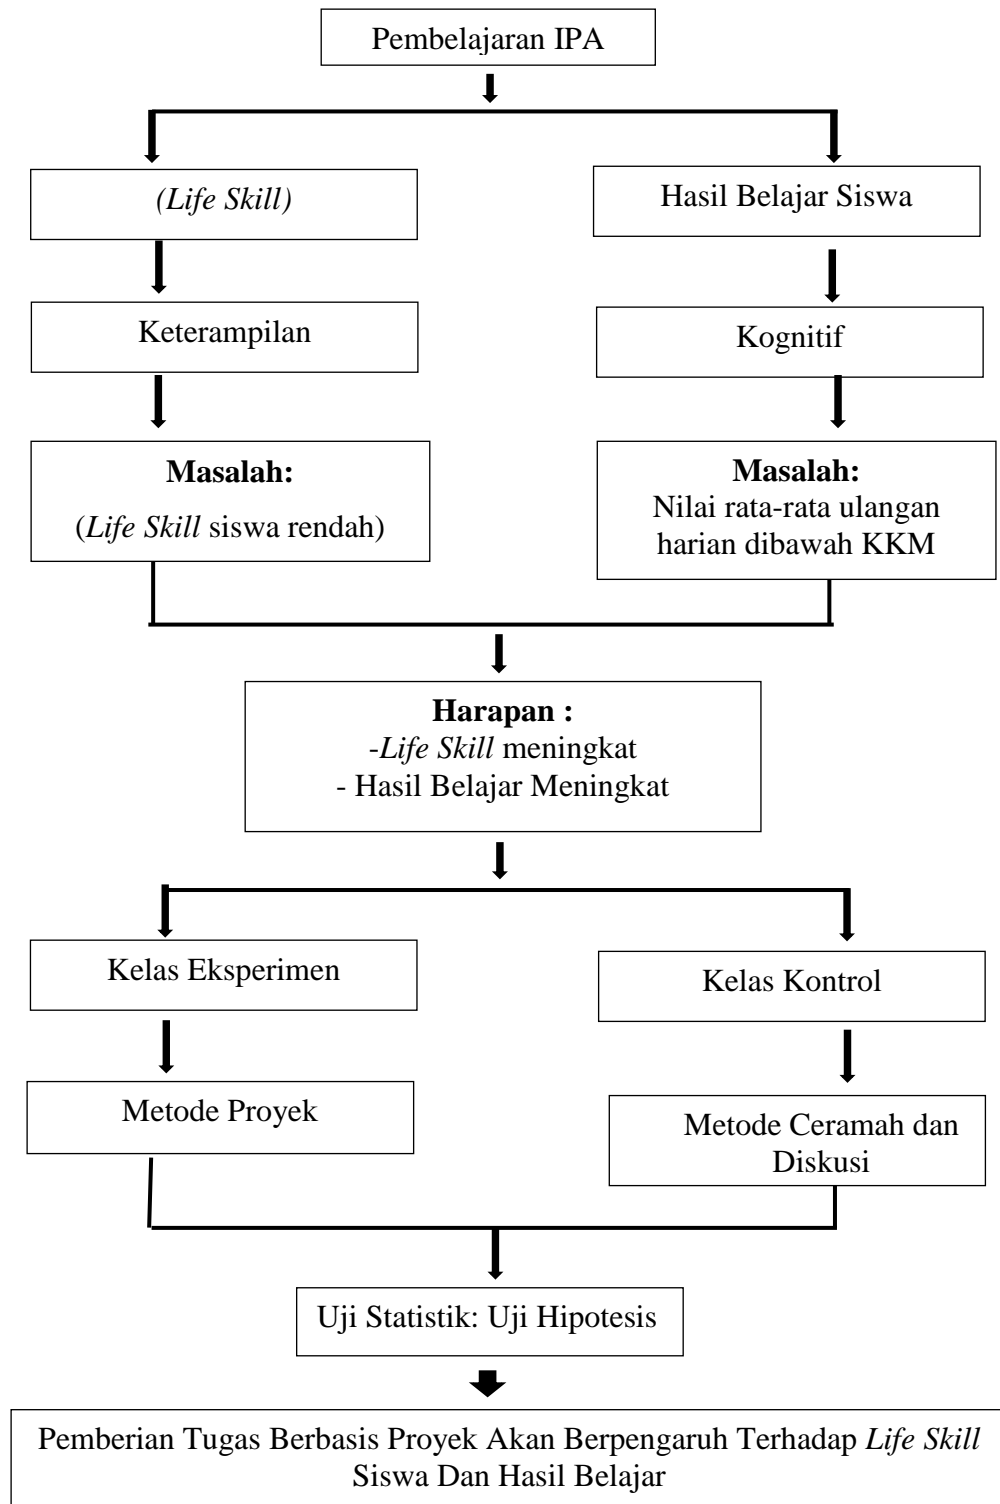 Pembelajaran IPA
(Life Skill)
Hasil Belajar Siswa
Keterampilan
Kognitif
Masalah:
(Life Skill siswa rendah)
Masalah:
Nilai rata-rata ulangan
harian dibawah KKM
Harapan :
-Life Skill meningkat
- Hasil Belajar Meningkat
Kelas Eksperimen
Kelas Kontrol
Metode Proyek
Metode Ceramah dan
Diskusi
Uji Statistik: Uji Hipotesis
Pemberian Tugas Berbasis Proyek Akan Berpengaruh Terhadap Life Skill
Siswa Dan Hasil Belajar